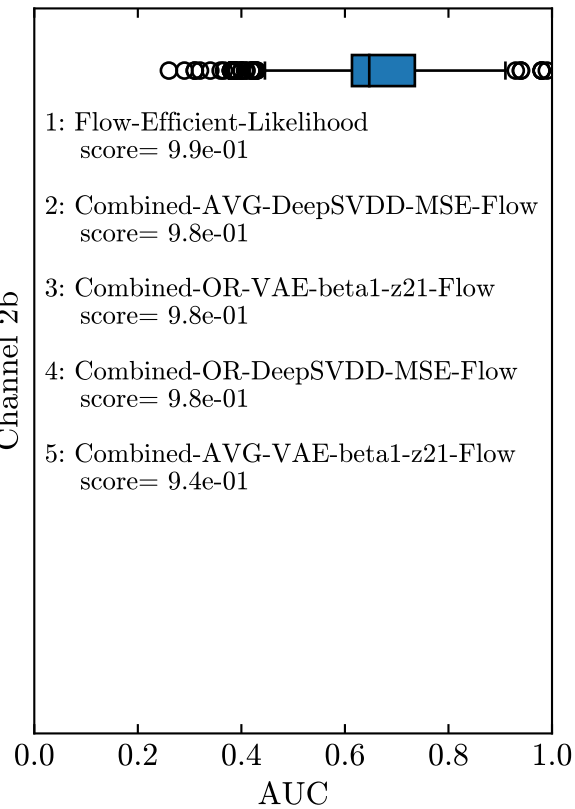 1: Flow-Efficient-Likelihood
score= 9.9e-01
2: Combined-AVG-DeepSVDD-MSE-Flow
score= 9.8e-01
3: Combined-OR-VAE-beta1-z21-Flow
score= 9.8e-01
4: Combined-OR-DeepSVDD-MSE-Flow
score= 9.8e-01
5: Combined-AVG-VAE-beta1-z21-Flow
score= 9.4e-01
Channel 2b
0.0 0.2 0.4 0.6 0.8 1.0
AUC